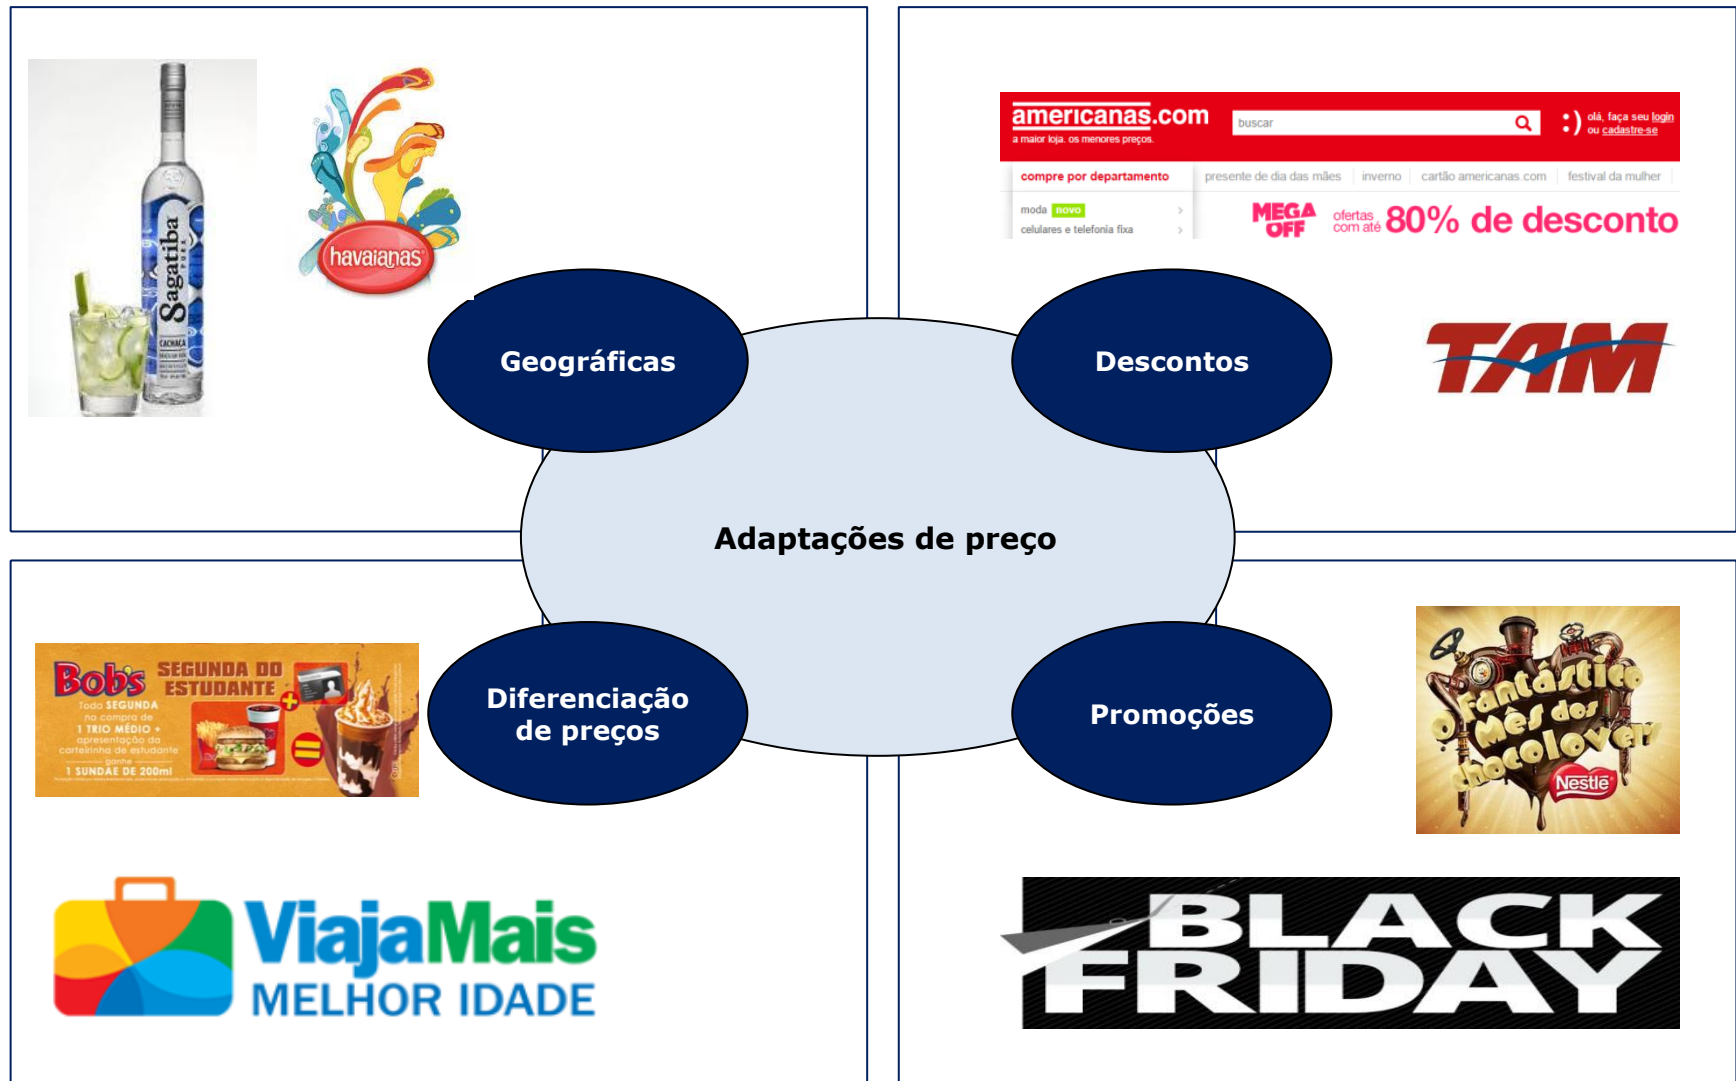 Sagatiba
PURA
CACHAÇA
havaianas
Geográficas
americanas.com
a maior loja. os menores preços.
buscar
:) olá, faça seu login
ou cadastre-se
compre por departamento
presente de dia das mães
inverno
cartão americanas.com
festival da mulher
moda novo
celulares e telefonia fixa
MEGA
OFF
ofertas
com até 80% de desconto
TAM
Descontos
Adaptações de preço
Bob's
SEGUNDA DO
ESTUDANTE
Toda SEGUNDA
na compra de
1 TRIO MÉDIO +
apresentação da
carteirinha de estudante
ganhe
1 SUNDAE DE 200ml
Diferenciação
de preços
ViajaMais
MELHOR IDADE
Promoções
O Fantástico
Mês dos
chocolovers
Nestlé
BLACK
FRIDAY